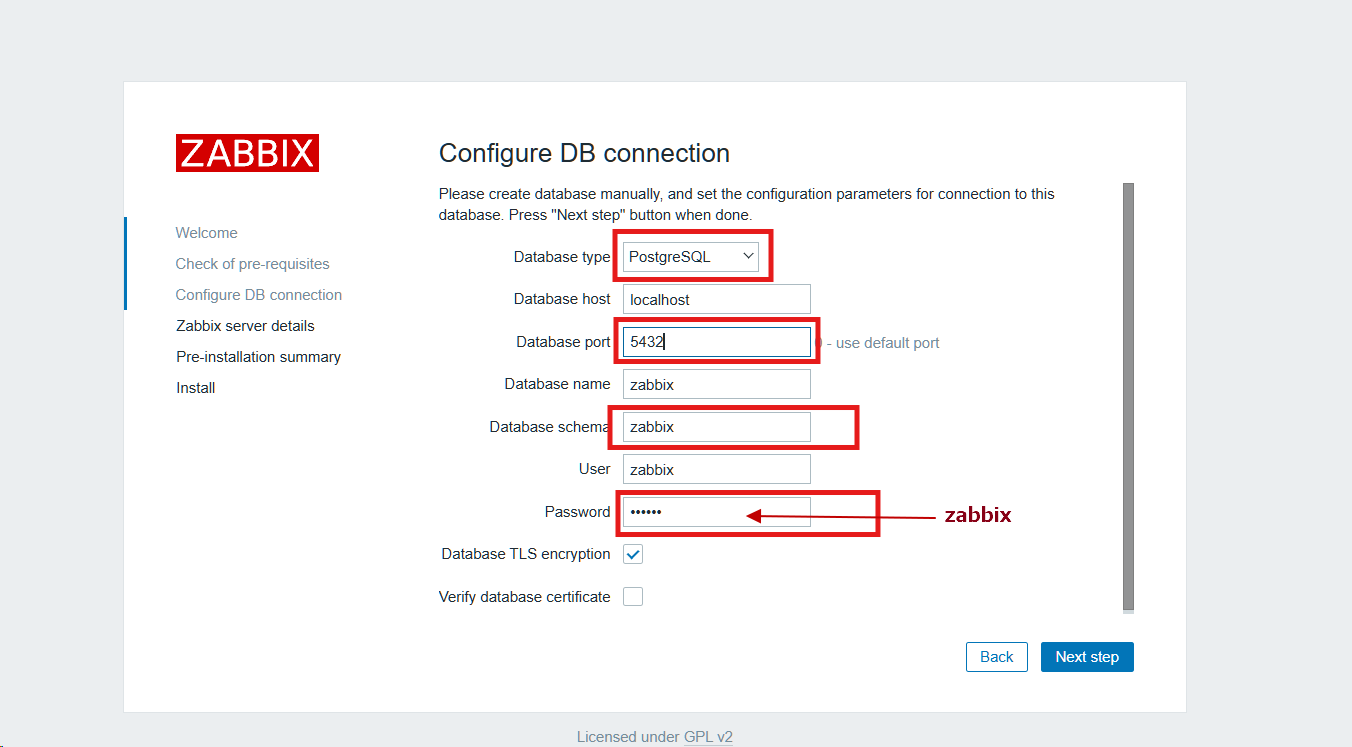 ZABBIX
Welcome
Check of pre-requisites
Configure DB connection
Zabbix server details
Pre-installation summary
Install
Configure DB connection
Please create database manually, and set the configuration parameters for connection to this
database. Press "Next step" button when done.
Database type PostgreSQL
Database host localhost
Database port 5432 - use default port
Database name zabbix
Database schema zabbix
User zabbix
Password •••••• zabbix
Database TLS encryption
Verify database certificate
Back Next step
Licensed under GPL v2